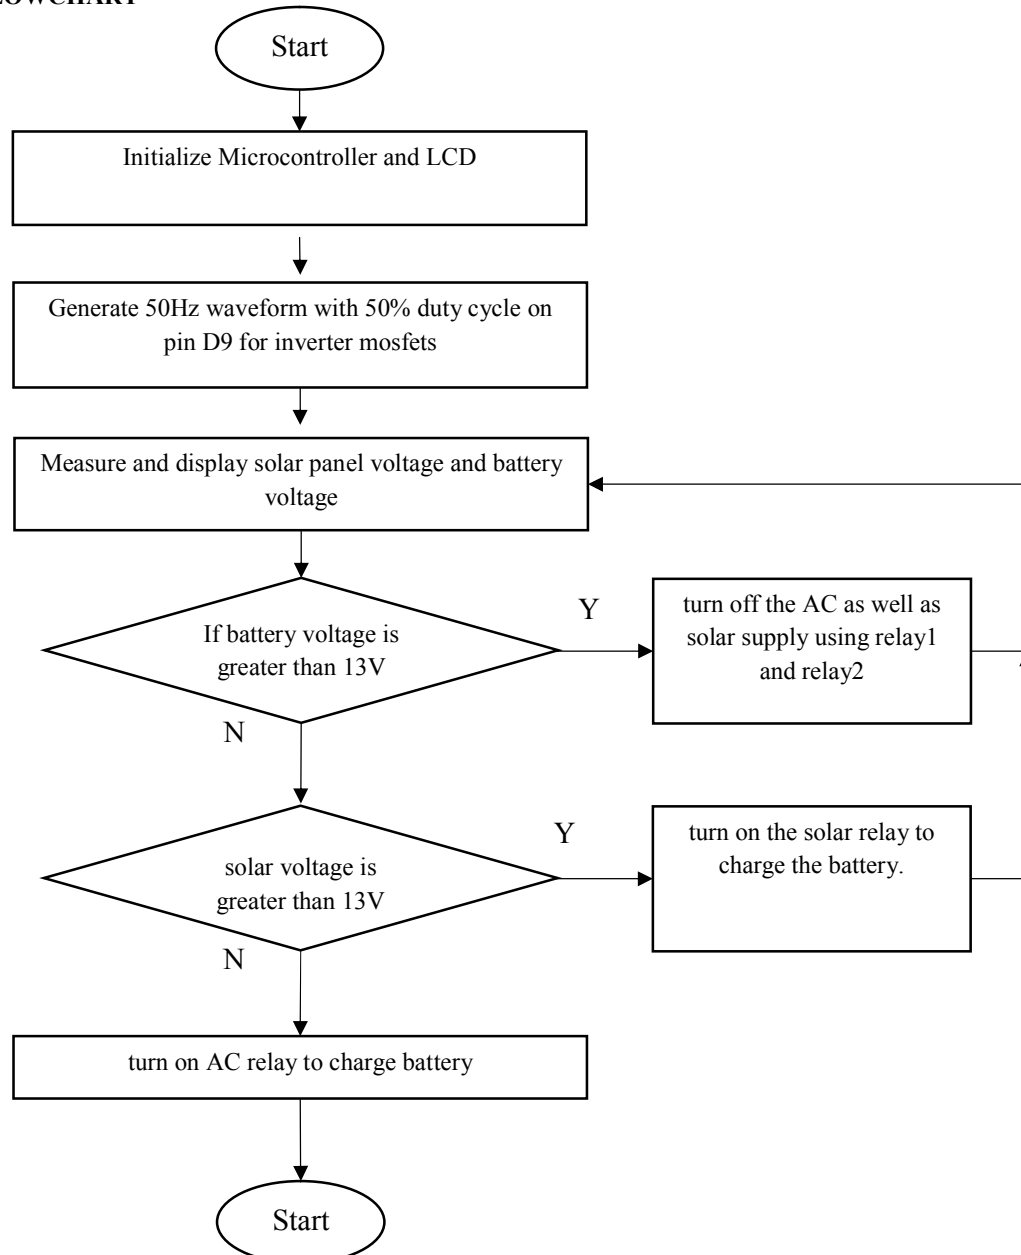 Start
Initialize Microcontroller and LCD
Generate 50Hz waveform with 50% duty cycle on
pin D9 for inverter mosfets
Measure and display solar panel voltage and battery
voltage
If battery voltage is
greater than 13V
Y
turn off the AC as well as
solar supply using relay1
and relay2
N
solar voltage is
greater than 13V
Y
turn on the solar relay to
charge the battery.
N
turn on AC relay to charge battery
Start